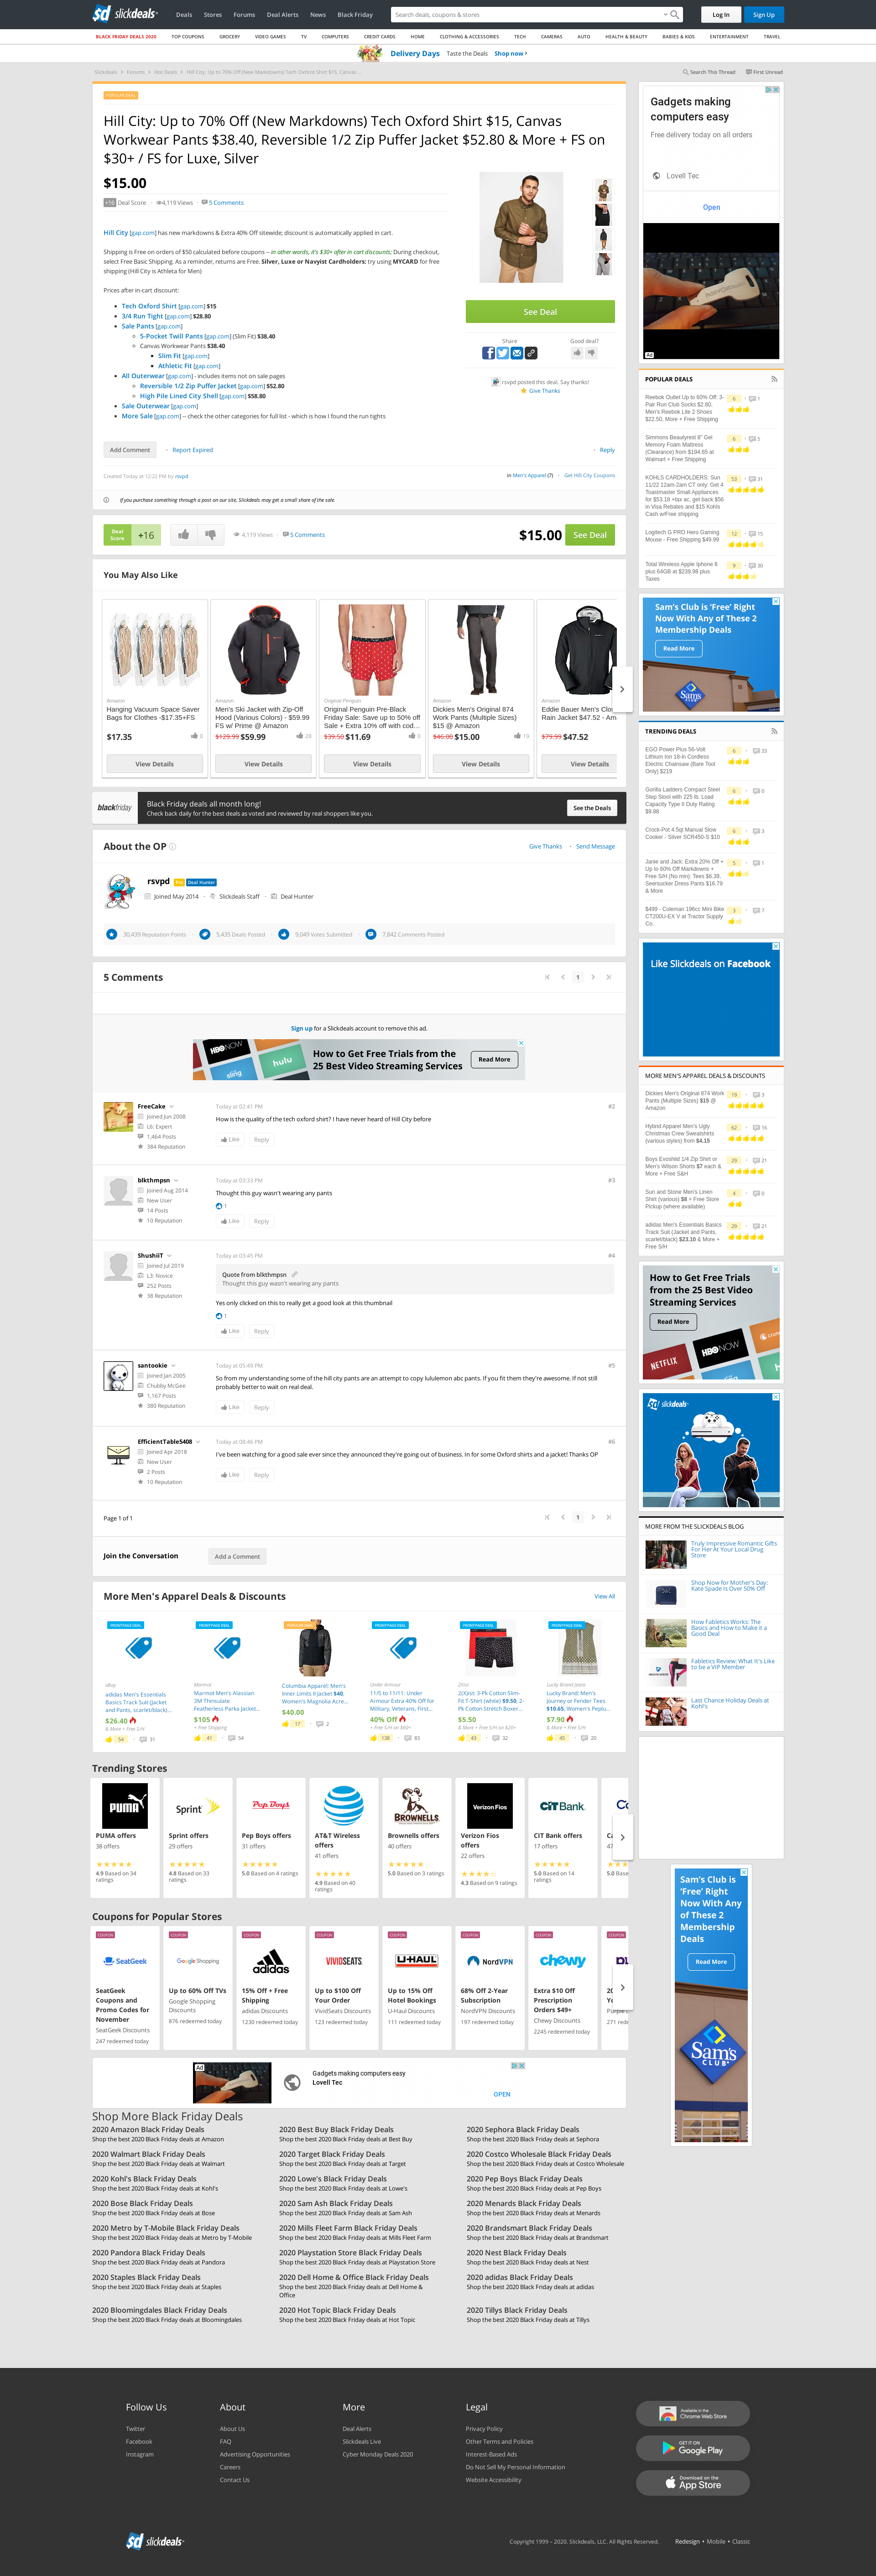 slickdeals
Deals Stores Forums Deal Alerts News Black Friday
Search deals, coupons & stores
Log In Sign Up
BLACK FRIDAY DEALS 2020 TOP COUPONS GROCERY VIDEO GAMES TV COMPUTERS CREDIT CARDS HOME CLOTHING & ACCESSORIES TECH CAMERAS AUTO HEALTH & BEAUTY BABIES & KIDS ENTERTAINMENT TRAVEL
Delivery Days Taste the Deals Shop now
Slickdeals Forums Hot Deals Hill City: Up to 70% Off (New Markdowns) Tech Oxford Shirt $15, Canvas ...
Search This Thread First Unread
POPULAR DEAL
Hill City: Up to 70% Off (New Markdowns) Tech Oxford Shirt $15, Canvas
Workwear Pants $38.40, Reversible 1/2 Zip Puffer Jacket $52.80 & More + FS on
$30+ / FS for Luxe, Silver
$15.00
+16 Deal Score 4,119 Views 5 Comments
Hill City [gap.com] has new markdowns & Extra 40% Off sitewide; discount is automatically applied in cart.
Shipping is Free on orders of $50 calculated before coupons -- in other words, it's $30+ after in cart discounts; During checkout,
select Free Basic Shipping. As a reminder, returns are Free. Silver, Luxe or Navyist Cardholders; try using MYCARD for free
shipping (Hill City is Athleta for Men)
Prices after in-cart discount:
Tech Oxford Shirt [gap.com] $15
3/4 Run Tight [gap.com] $28.80
Sale Pants [gap.com]
5-Pocket Twill Pants [gap.com] (Slim Fit) $38.40
Canvas Workwear Pants $38.40
Slim Fit [gap.com]
Athletic Fit [gap.com]
All Outerwear [gap.com] - includes items not on sale pages
Reversible 1/2 Zip Puffer Jacket [gap.com] $52.80
High Pile Lined City Shell [gap.com] $58.80
Sale Outerwear [gap.com]
More Sale [gap.com] -- check the other categories for full list - which is how I found the run tights
See Deal
Share Good deal?
rsvpd posted this deal. Say thanks!
Give Thanks
Add Comment Report Expired Reply
Created Today at 12:22 PM by rsvpd
in Men's Apparel (7) Get Hill City Coupons
If you purchase something through a post on our site, Slickdeals may get a small share of the sale.
Deal Score +16 4,119 Views 5 Comments $15.00 See Deal
You May Also Like
Amazon
Hanging Vacuum Space Saver
Bags for Clothes -$17.35+FS
$17.35 0
View Details
Amazon
Men's Ski Jacket with Zip-Off
Hood (Various Colors) - $59.99
FS w/ Prime @ Amazon
$129.99 $59.99 28
View Details
Original Penguin
Original Penguin Pre-Black
Friday Sale: Save up to 50% off
Sale + Extra 10% off with cod...
$39.50 $11.69 0
View Details
Amazon
Dickies Men's Original 874
Work Pants (Multiple Sizes)
$15 @ Amazon
$46.00 $15.00 19
View Details
Amazon
Eddie Bauer Men's Clo
Rain Jacket $47.52 - Am
$79.99 $47.52
View Details
blackfriday
Black Friday deals all month long!
Check back daily for the best deals as voted and reviewed by real shoppers like you.
See the Deals
About the OP
Give Thanks Send Message
rsvpd Pro Deal Hunter
Joined May 2014 Slickdeals Staff Deal Hunter
30,439 Reputation Points 5,435 Deals Posted 9,049 Votes Submitted 7,842 Comments Posted
5 Comments 1
Sign up for a Slickdeals account to remove this ad.
HBO NOW hulu sling
How to Get Free Trials from the
25 Best Video Streaming Services
Read More
FreeCake
Joined Jun 2008
L6: Expert
1,464 Posts
384 Reputation
Today at 02:41 PM #2
How is the quality of the tech oxford shirt? I have never heard of Hill City before
Like Reply
blkthmpsn
Joined Aug 2014
New User
14 Posts
10 Reputation
Today at 03:33 PM #3
Thought this guy wasn't wearing any pants
1
Like Reply
ShushiiT
Joined Jul 2019
L3: Novice
252 Posts
38 Reputation
Today at 03:45 PM #4
Quote from blkthmpsn
Thought this guy wasn't wearing any pants
Yes only clicked on this to really get a good look at this thumbnail
1
Like Reply
santookie
Joined Jan 2005
Chubby McGee
1,167 Posts
380 Reputation
Today at 05:49 PM #5
So from my understanding some of the hill city pants are an attempt to copy lululemon abc pants. If you fit them they're awesome. If not still
probably better to wait on real deal.
Like Reply
EfficientTable5408
Joined Apr 2018
New User
2 Posts
10 Reputation
Today at 08:46 PM #6
I've been watching for a good sale ever since they announced they're going out of business. In for some Oxford shirts and a jacket! Thanks OP
Like Reply
Page 1 of 1 1
Join the Conversation Add a Comment
More Men's Apparel Deals & Discounts View All
FRONTPAGE DEAL
eBay
adidas Men's Essentials
Basics Track Suit (Jacket
and Pants, scarlet/black)...
$26.40
& More + Free S/H
54 31
FRONTPAGE DEAL
Marmot
Marmot Men's Alassian
3M Thinsulate
Featherless Parka Jacket...
$105
+ Free Shipping
41 54
POPULAR DEAL
Columbia Apparel: Men's
Inner Limits II Jacket $40,
Women's Magnolia Acre...
$40.00
17 2
FRONTPAGE DEAL
Under Armour
11/5 to 11/11: Under
Armour Extra 40% Off for
Military, Veterans, First...
40% Off
+ Free S/H on $60+
138 83
FRONTPAGE DEAL
2(X)ist
2(X)ist: 3-Pk Cotton Slim-
Fit T-Shirt (white) $9.50, 2-
Pk Cotton Stretch Boxer...
$5.50
& More + Free S/H on $20+
43 32
FRONTPAGE DEAL
Lucky Brand Jeans
Lucky Brand: Men's
Journey or Fender Tees
$10.65, Women's Peplu...
$7.90
& More + Free S/H
45 20
Trending Stores
PUMA
PUMA offers
38 offers
4.9 Based on 34
ratings
Sprint
Sprint offers
29 offers
4.8 Based on 33
ratings
Pep Boys
Pep Boys offers
31 offers
5.0 Based on 4 ratings
AT&T Wireless
offers
41 offers
4.9 Based on 40
ratings
BROWNELLS
Brownells offers
40 offers
5.0 Based on 3 ratings
Verizon Fios
Verizon Fios
offers
22 offers
4.3 Based on 9 ratings
CIT BANK
CIT Bank offers
17 offers
5.0 Based on 14
ratings
Coupons for Popular Stores
COUPON
SeatGeek
SeatGeek
Coupons and
Promo Codes for
November
SeatGeek Discounts
247 redeemed today
COUPON
Google Shopping
Up to 60% Off TVs
Google Shopping
Discounts
876 redeemed today
COUPON
adidas
15% Off + Free
Shipping
adidas Discounts
1230 redeemed today
COUPON
VIVIDSEATS
Up to $100 Off
Your Order
VividSeats Discounts
123 redeemed today
COUPON
U-HAUL
Up to 15% Off
Hotel Bookings
U-Haul Discounts
111 redeemed today
COUPON
NordVPN
68% Off 2-Year
Subscription
NordVPN Discounts
197 redeemed today
COUPON
chewy
Extra $10 Off
Prescription
Orders $49+
Chewy Discounts
2245 redeemed today
COUPON
Ad
Gadgets making computers easy
Lovell Tec
OPEN
Shop More Black Friday Deals
2020 Amazon Black Friday Deals
Shop the best 2020 Black Friday deals at Amazon
2020 Best Buy Black Friday Deals
Shop the best 2020 Black Friday deals at Best Buy
2020 Sephora Black Friday Deals
Shop the best 2020 Black Friday deals at Sephora
2020 Walmart Black Friday Deals
Shop the best 2020 Black Friday deals at Walmart
2020 Target Black Friday Deals
Shop the best 2020 Black Friday deals at Target
2020 Costco Wholesale Black Friday Deals
Shop the best 2020 Black Friday deals at Costco Wholesale
2020 Kohl's Black Friday Deals
Shop the best 2020 Black Friday deals at Kohl's
2020 Lowe's Black Friday Deals
Shop the best 2020 Black Friday deals at Lowe's
2020 Pep Boys Black Friday Deals
Shop the best 2020 Black Friday deals at Pep Boys
2020 Bose Black Friday Deals
Shop the best 2020 Black Friday deals at Bose
2020 Sam Ash Black Friday Deals
Shop the best 2020 Black Friday deals at Sam Ash
2020 Menards Black Friday Deals
Shop the best 2020 Black Friday deals at Menards
2020 Metro by T-Mobile Black Friday Deals
Shop the best 2020 Black Friday deals at Metro by T-Mobile
2020 Mills Fleet Farm Black Friday Deals
Shop the best 2020 Black Friday deals at Mills Fleet Farm
2020 Brandsmart Black Friday Deals
Shop the best 2020 Black Friday deals at Brandsmart
2020 Pandora Black Friday Deals
Shop the best 2020 Black Friday deals at Pandora
2020 Playstation Store Black Friday Deals
Shop the best 2020 Black Friday deals at Playstation Store
2020 Nest Black Friday Deals
Shop the best 2020 Black Friday deals at Nest
2020 Staples Black Friday Deals
Shop the best 2020 Black Friday deals at Staples
2020 Dell Home & Office Black Friday Deals
Shop the best 2020 Black Friday deals at Dell Home &
Office
2020 adidas Black Friday Deals
Shop the best 2020 Black Friday deals at adidas
2020 Bloomingdales Black Friday Deals
Shop the best 2020 Black Friday deals at Bloomingdales
2020 Hot Topic Black Friday Deals
Shop the best 2020 Black Friday deals at Hot Topic
2020 Tillys Black Friday Deals
Shop the best 2020 Black Friday deals at Tillys
Gadgets making
computers easy
Free delivery today on all orders
Lovell Tec
Open
Ad
POPULAR DEALS
Reebok Outlet Up to 60% Off: 3-
Pair Run Club Socks $2.80,
Men's Reebok Lite 2 Shoes
$22.50, More + Free Shipping
6 1
Simmons Beautyrest 8" Gel
Memory Foam Mattress
(Clearance) from $194.65 at
Walmart + Free Shipping
6 5
KOHLS CARDHOLDERS: Sun
11/22 12am-2am CT only: Get 4
Toastmaster Small Appliances
for $53.18 +tax ac, get back $56
in Visa Rebates and $15 Kohls
Cash w/Free shipping
53 31
Logitech G PRO Hero Gaming
Mouse - Free Shipping $49.99
12 15
Total Wireless Apple Iphone 8
plus 64GB at $239.98 plus
Taxes
9 30
Sam's Club is 'Free' Right
Now With Any of These 2
Membership Deals
Read More
Sam's
TRENDING DEALS
EGO Power Plus 56-Volt
Lithium Ion 18-in Cordless
Electric Chainsaw (Bare Tool
Only) $219
6 33
Gorilla Ladders Compact Steel
Step Stool with 225 lb. Load
Capacity Type II Duty Rating
$9.88
6 0
Crock-Pot 4.5qt Manual Slow
Cooker - Silver SCR450-S $10
6 3
Janie and Jack: Extra 20% Off +
Up to 60% Off Markdowns +
Free S/H (No min): Tees $6.39,
Seersucker Dress Pants $16.79
& More
5 1
$499 - Coleman 196cc Mini Bike
CT200U-EX V at Tractor Supply
Co.
3 7
Like Slickdeals on Facebook
MORE MEN'S APPAREL DEALS & DISCOUNTS
Dickies Men's Original 874 Work
Pants (Multiple Sizes) $15 @
Amazon
19 3
Hybrid Apparel Men's Ugly
Christmas Crew Sweatshirts
(various styles) from $4.15
62 16
Boys Evoshild 1/4 Zip Shirt or
Men's Wilson Shorts $7 each &
More + Free S&H
29 21
Sun and Stone Men's Linen
Shirt (various) $8 + Free Store
Pickup (where available)
4 0
adidas Men's Essentials Basics
Track Suit (Jacket and Pants,
scarlet/black) $23.10 & More +
Free S/H
29 21
How to Get Free Trials
from the 25 Best Video
Streaming Services
Read More
NETFLIX HBO NOW
slickdeals
MORE FROM THE SLICKDEALS BLOG
Truly Impressive Romantic Gifts
For Her At Your Local Drug
Store
Shop Now for Mother's Day:
Kate Spade Is Over 50% Off
How Fabletics Works: The
Basics and How to Make it a
Good Deal
Fabletics Review: What It's Like
to be a VIP Member
Last Chance Holiday Deals at
Kohl's
Sam's Club is
'Free' Right
Now With Any
of These 2
Membership
Deals
Read More
Sam's
CLUB
Follow Us
Twitter
Facebook
Instagram
About
About Us
FAQ
Advertising Opportunities
Careers
Contact Us
More
Deal Alerts
Slickdeals Live
Cyber Monday Deals 2020
Legal
Privacy Policy
Other Terms and Policies
Interest-Based Ads
Do Not Sell My Personal Information
Website Accessibility
Available in the
Chrome Web Store
GET IT ON
Google Play
Download on the
App Store
slickdeals
Copyright 1999 - 2020. Slickdeals, LLC. All Rights Reserved. Redesign • Mobile • Classic